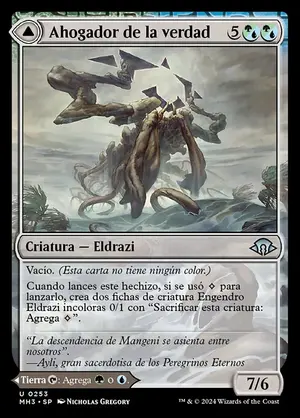 Ahogador de la verdad 5
Criatura — Eldrazi
Vacío. (Esta carta no tiene ningún color.)
Cuando lances este hechizo, si se usó para
lanzarlo, crea dos fichas de criatura Engendro
Eldrazi incoloras 0/1 con “Sacrificar esta criatura:
Agrega ”.
“La descendencia de Mangeni se asienta entre
nosotros”.
—Ayli, gran sacerdotisa de los Peregrinos Eternos
Tierra : Agrega o .
7/6
U 0253
MH3 • SP Nicholas Gregory
™ & © 2024 Wizards of the Coast